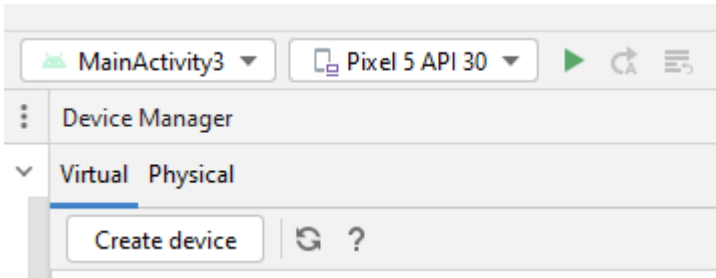 MainActivity3 Pixel 5 API 30
Device Manager
Virtual Physical
Create device ?